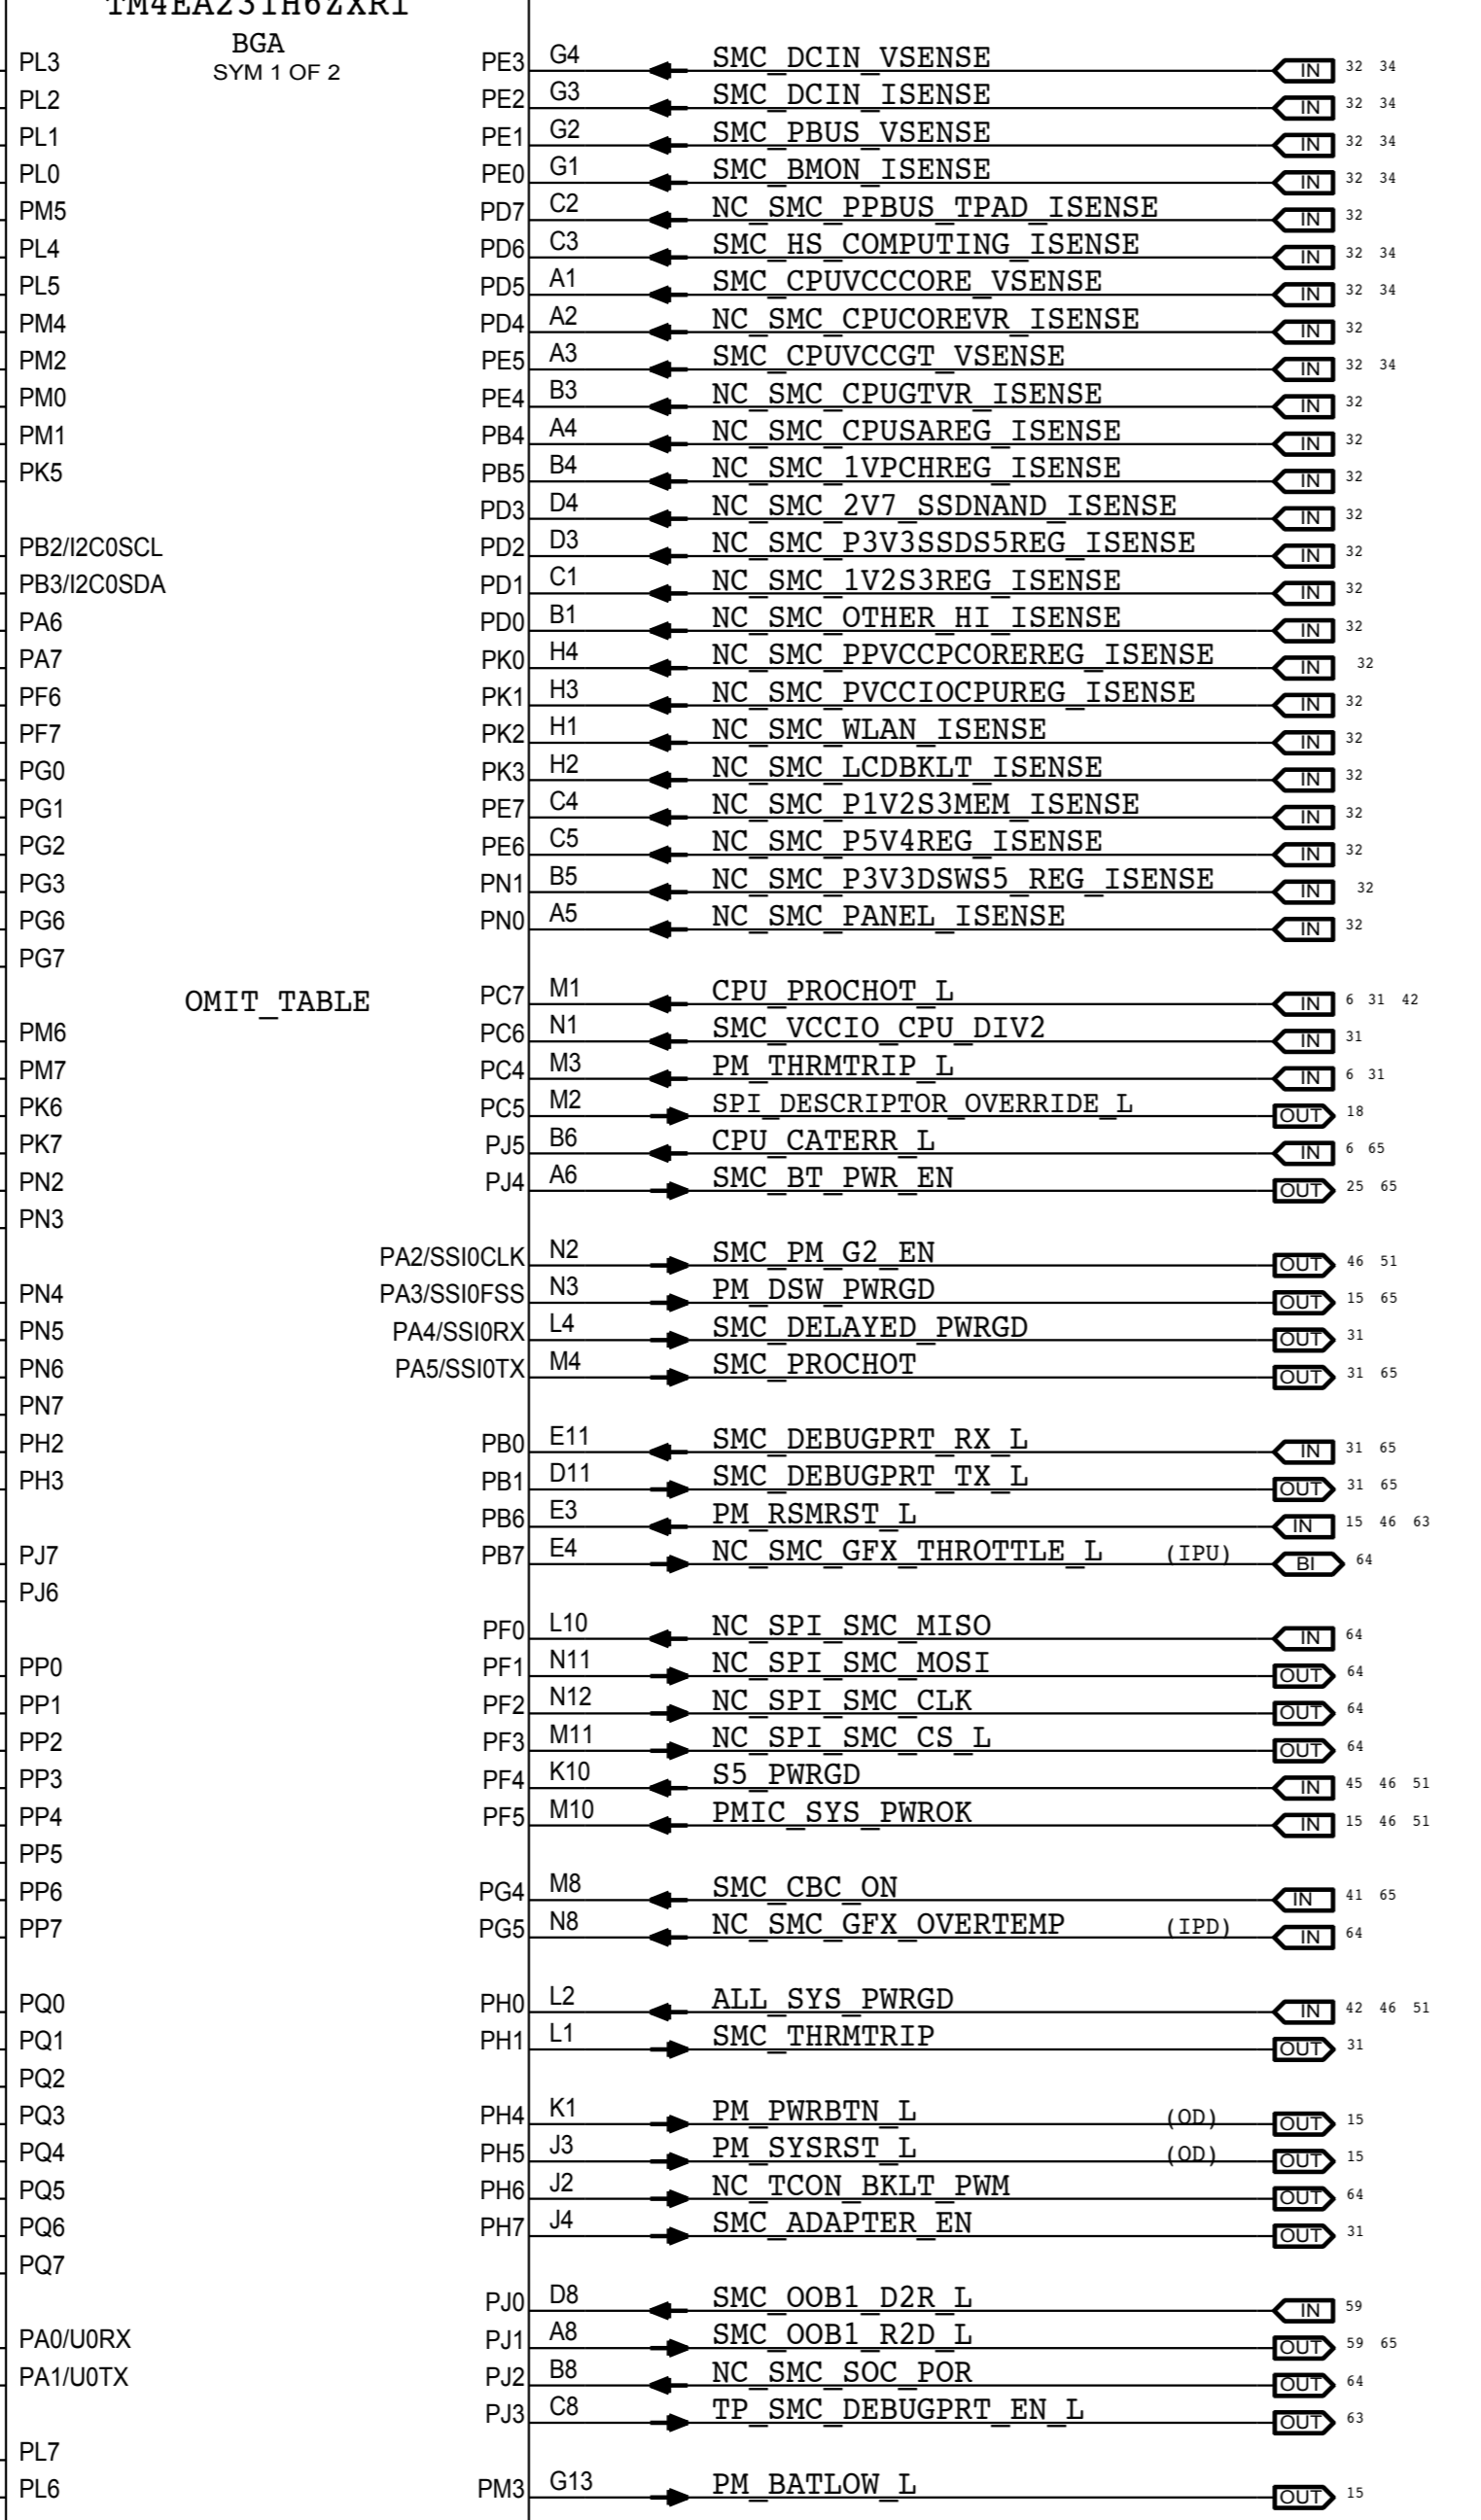 TM4EA231H6ZXRI
BGA
PL3 SYM 1 OF 2 PE3 G4 SMC_DCIN_VSENSE IN 32 34
PL2 PE2 G3 SMC_DCIN_ISENSE IN 32 34
PL1 PE1 G2 SMC_PBUS_VSENSE IN 32 34
PL0 PE0 G1 SMC_BMON_ISENSE IN 32 34
PM5 PD7 C2 NC_SMC_PPBUS_TPAD_ISENSE IN 32
PL4 PD6 C3 SMC_HS_COMPUTING_ISENSE IN 32 34
PL5 PD5 A1 SMC_CPUVCCCORE_VSENSE IN 32 34
PM4 PD4 A2 NC_SMC_CPUCOREVR_ISENSE IN 32
PM2 PE5 A3 SMC_CPUVCCGT_VSENSE IN 32 34
PM0 PE4 B3 NC_SMC_CPUGTVR_ISENSE IN 32
PM1 PB4 A4 NC_SMC_CPUSAREG_ISENSE IN 32
PK5 PB5 B4 NC_SMC_1VPCHREG_ISENSE IN 32
PD3 D4 NC_SMC_2V7_SSDNAND_ISENSE IN 32
PB2/I2C0SCL PD2 D3 NC_SMC_P3V3SSDS5REG_ISENSE IN 32
PB3/I2C0SDA PD1 C1 NC_SMC_1V2S3REG_ISENSE IN 32
PA6 PD0 B1 NC_SMC_OTHER_HI_ISENSE IN 32
PA7 PK0 H4 NC_SMC_PPVCCPCOREREG_ISENSE IN 32
PF6 PK1 H3 NC_SMC_PVCCIOCPUREG_ISENSE IN 32
PF7 PK2 H1 NC_SMC_WLAN_ISENSE IN 32
PG0 PK3 H2 NC_SMC_LCDBKLT_ISENSE IN 32
PG1 PE7 C4 NC_SMC_P1V2S3MEM_ISENSE IN 32
PG2 PE6 C5 NC_SMC_P5V4REG_ISENSE IN 32
PG3 PN1 B5 NC_SMC_P3V3DSWS5_REG_ISENSE IN 32
PG6 PN0 A5 NC_SMC_PANEL_ISENSE IN 32
PG7
OMIT_TABLE PC7 M1 CPU_PROCHOT_L IN 6 31 42
PM6 PC6 N1 SMC_VCCIO_CPU_DIV2 IN 31
PM7 PC4 M3 PM_THRMTRIP_L IN 6 31
PK6 PC5 M2 SPI_DESCRIPTOR_OVERRIDE_L OUT 18
PK7 PJ5 B6 CPU_CATERR_L IN 6 65
PN2 PJ4 A6 SMC_BT_PWR_EN OUT 25 65
PN3
PA2/SSI0CLK N2 SMC_PM_G2_EN OUT 46 51
PN4 PA3/SSI0FSS N3 PM_DSW_PWRGD OUT 15 65
PN5 PA4/SSI0RX L4 SMC_DELAYED_PWRGD OUT 31
PN6 PA5/SSI0TX M4 SMC_PROCHOT OUT 31 65
PN7
PH2 PB0 E11 SMC_DEBUGPRT_RX_L IN 31 65
PH3 PB1 D11 SMC_DEBUGPRT_TX_L OUT 31 65
PB6 E3 PM_RSMRST_L IN 15 46 63
PJ7 PB7 E4 NC_SMC_GFX_THROTTLE_L (IPU) BI 64
PJ6
PF0 L10 NC_SPI_SMC_MISO IN 64
PP0 PF1 N11 NC_SPI_SMC_MOSI OUT 64
PP1 PF2 N12 NC_SPI_SMC_CLK OUT 64
PP2 PF3 M11 NC_SPI_SMC_CS_L OUT 64
PP3 PF4 K10 S5_PWRGD IN 45 46 51
PP4 PF5 M10 PMIC_SYS_PWROK IN 15 46 51
PP5
PP6 PG4 M8 SMC_CBC_ON IN 41 65
PP7 PG5 N8 NC_SMC_GFX_OVERTEMP (IPD) IN 64
PQ0 PH0 L2 ALL_SYS_PWRGD IN 42 46 51
PQ1 PH1 L1 SMC_THRMTRIP OUT 31
PQ2
PQ3 PH4 K1 PM_PWRBTN_L (OD) OUT 15
PQ4 PH5 J3 PM_SYSRST_L (OD) OUT 15
PQ5 PH6 J2 NC_TCON_BKLT_PWM OUT 64
PQ6 PH7 J4 SMC_ADAPTER_EN OUT 31
PQ7
PJ0 D8 SMC_OOB1_D2R_L IN 59
PA0/U0RX PJ1 A8 SMC_OOB1_R2D_L OUT 59 65
PA1/U0TX PJ2 B8 NC_SMC_SOC_POR OUT 64
PJ3 C8 TP_SMC_DEBUGPRT_EN_L OUT 63
PL7
PL6 PM3 G13 PM_BATLOW_L OUT 15